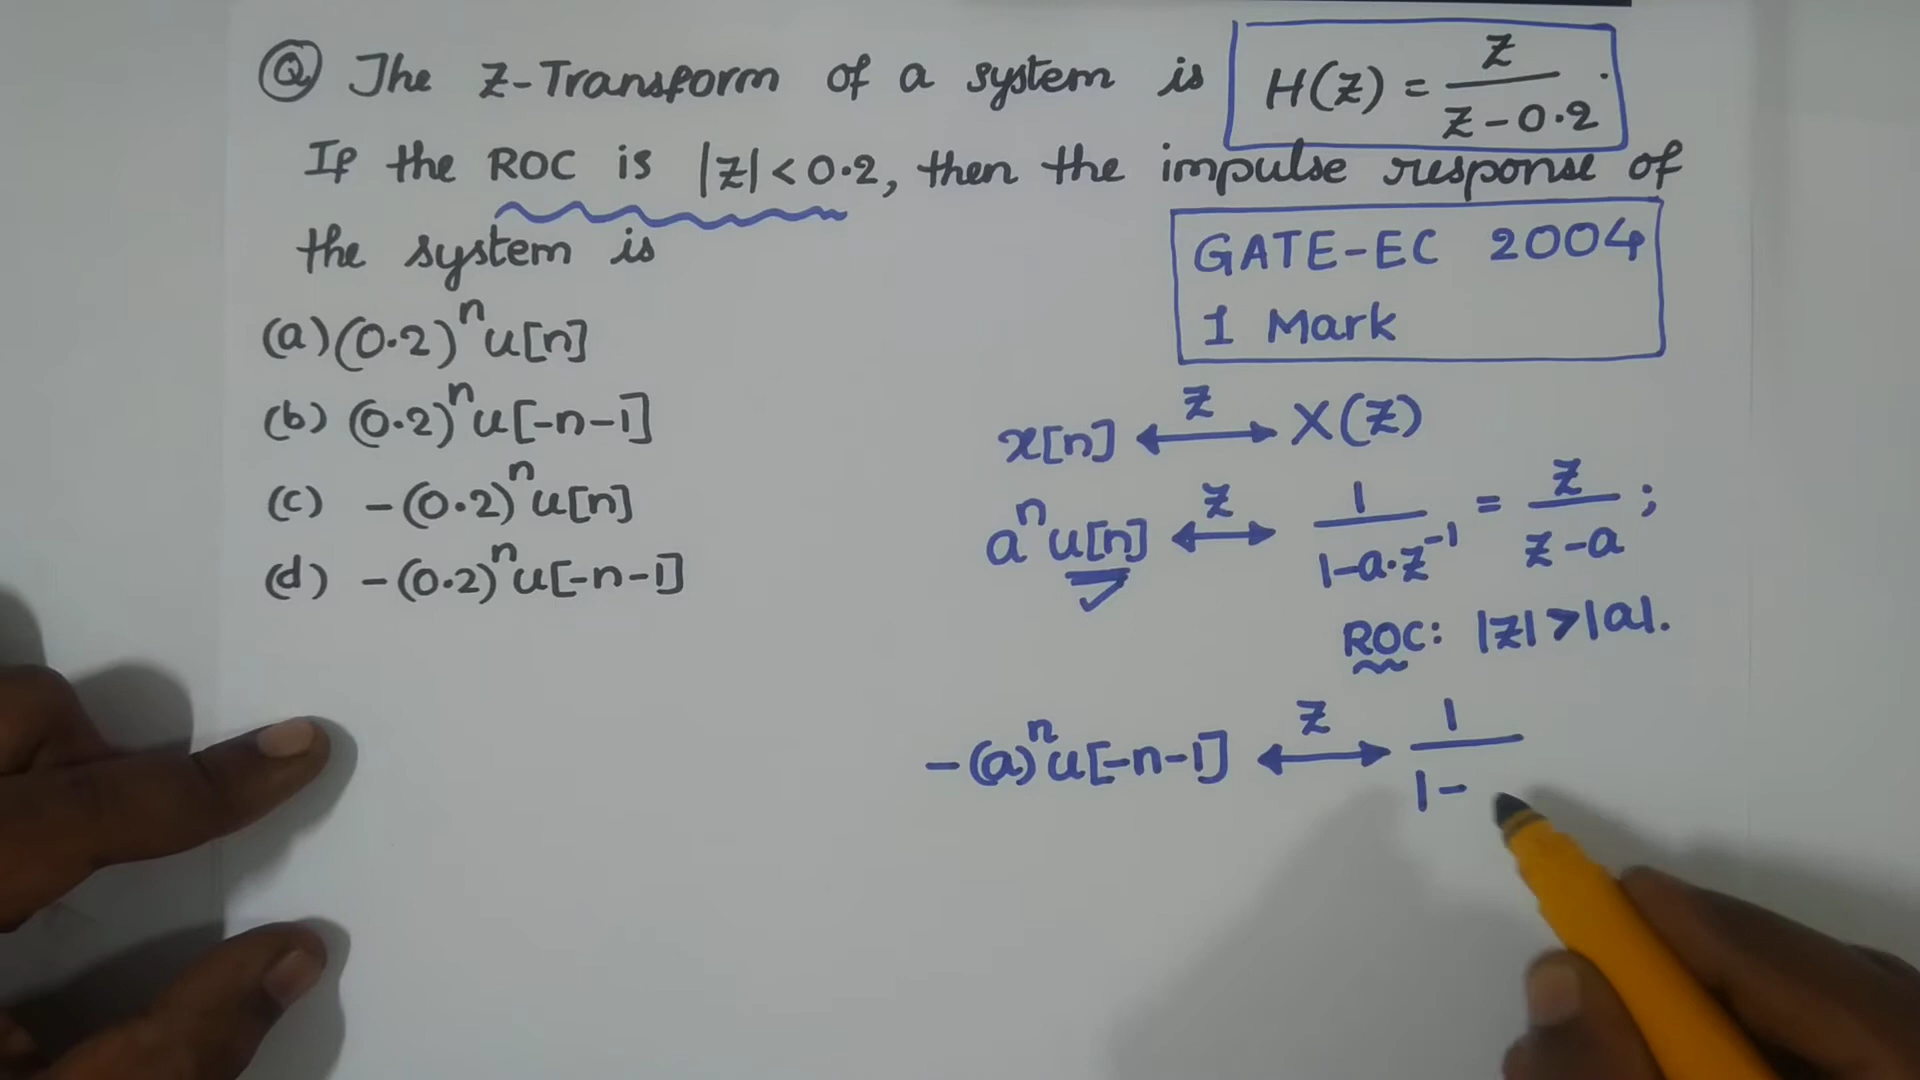 Q The Z-Transform of a system is H(z) = z / z-0.2 .
If the ROC is |z| < 0.2, then the impulse response of
the system is
GATE-EC 2004
1 Mark
(a) (0.2)^n u[n]
(b) (0.2)^n u[-n-1]
(c) -(0.2)^n u[n]
(d) -(0.2)^n u[-n-1]
x[n] ⟷^z X(z)
a^n u[n] ⟷^z 1 / 1-a·z^-1 = z / z-a ;
ROC: |z| > |a|.
-(a)^n u[-n-1] ⟷^z 1 / 1-